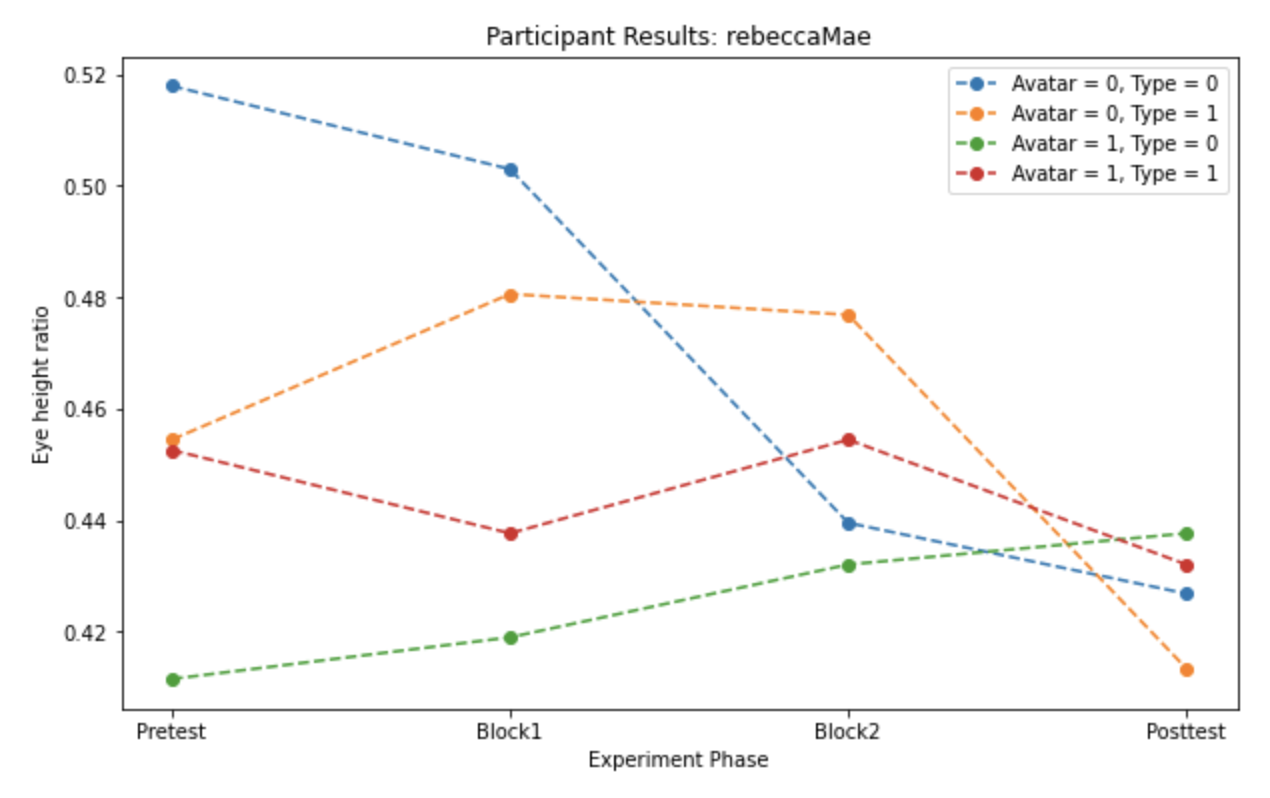 Participant Results: rebeccaMae
Avatar = 0, Type = 0
Avatar = 0, Type = 1
Avatar = 1, Type = 0
Avatar = 1, Type = 1
0.52
0.50
0.48
0.46
0.44
0.42
Eye height ratio
Pretest Block1 Block2 Posttest
Experiment Phase